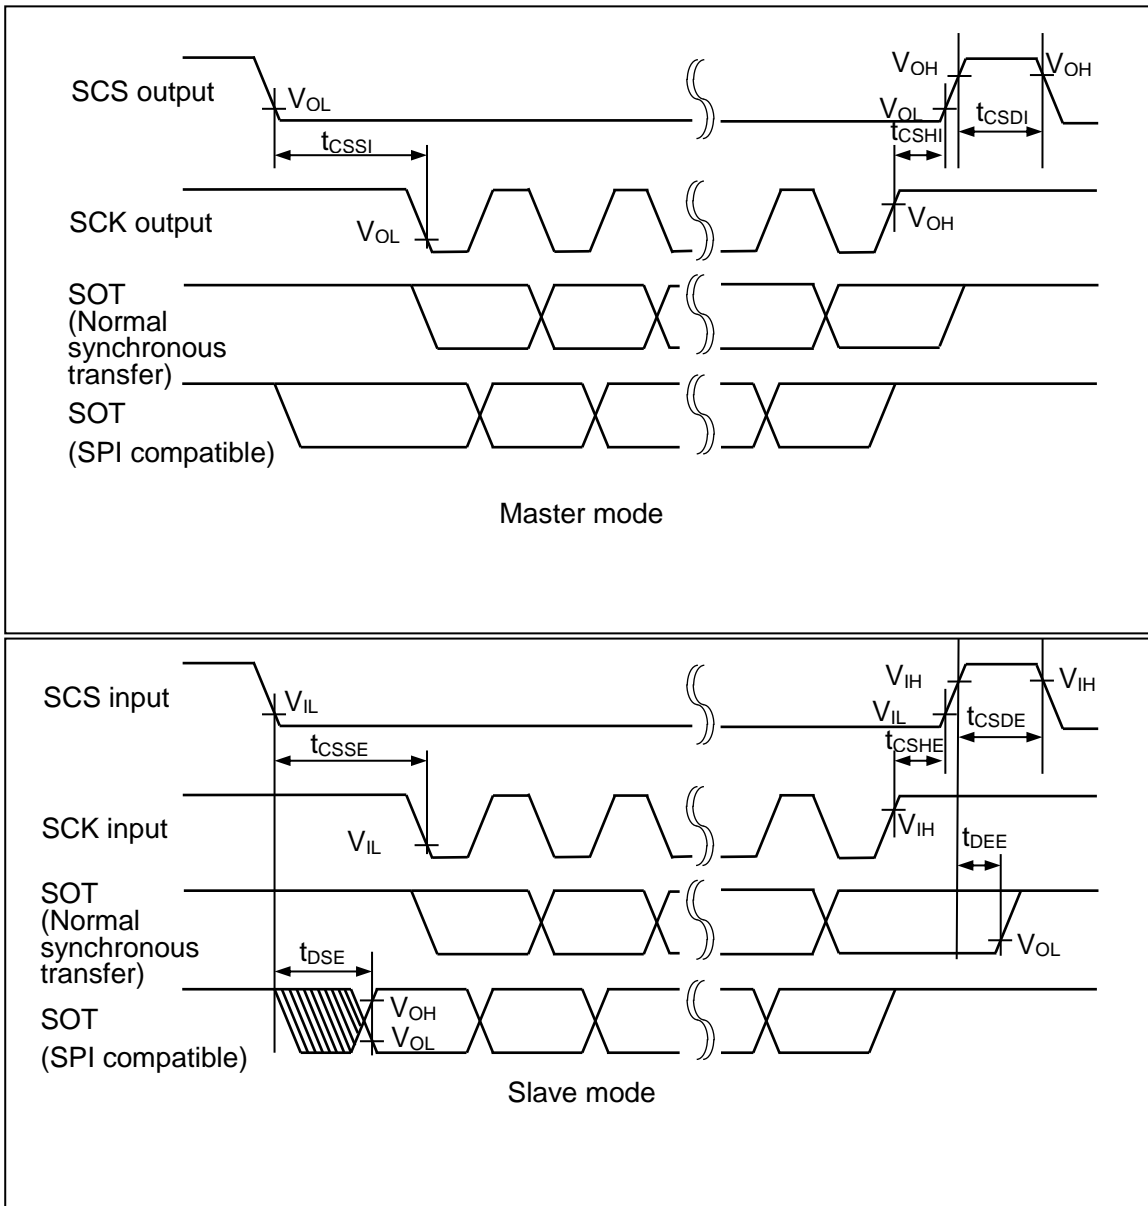 SCS output
VOL
VOH
VOH
VOL
tCSDI
tCSSI
tCSHI
SCK output
VOL
VOH
SOT
(Normal
synchronous
transfer)
SOT
(SPI compatible)
Master mode
SCS input
VIL
VIH
VIH
VIL
tCSDE
tCSSE
tCSHE
SCK input
VIL
VIH
tDEE
SOT
(Normal
synchronous
transfer)
tDSE
VOL
SOT
(SPI compatible)
VOH
VOL
Slave mode